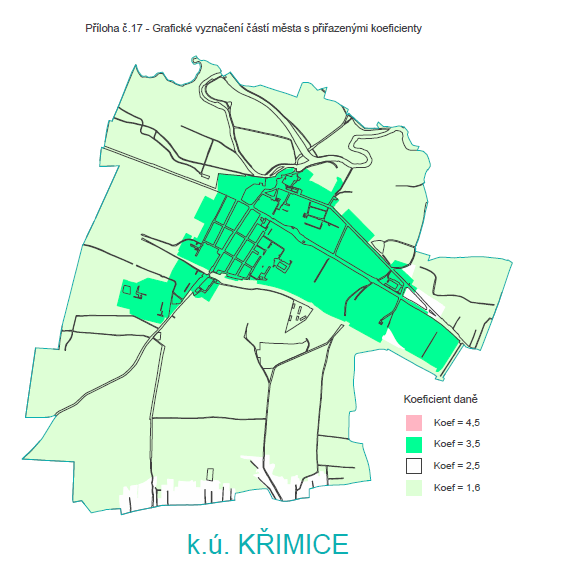 Příloha č.17 - Grafické vyznačení částí města s přiřazenými koeficienty
Koeficient daně
Koef = 4,5
Koef = 3,5
Koef = 2,5
Koef = 1,6
k.ú. KŘIMICE